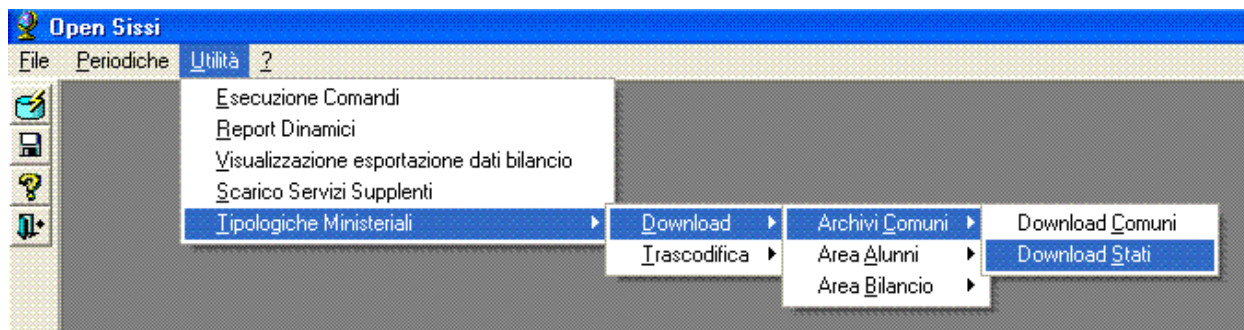 Open Sissi
File Periodiche Utilità ?
Esecuzione Comandi
Report Dinamici
Visualizzazione esportazione dati bilancio
Scarico Servizi Supplenti
Tipologiche Ministeriali Download Archivi Comuni Download Comuni
Trascodifica Area Alunni Download Stati
Area Bilancio